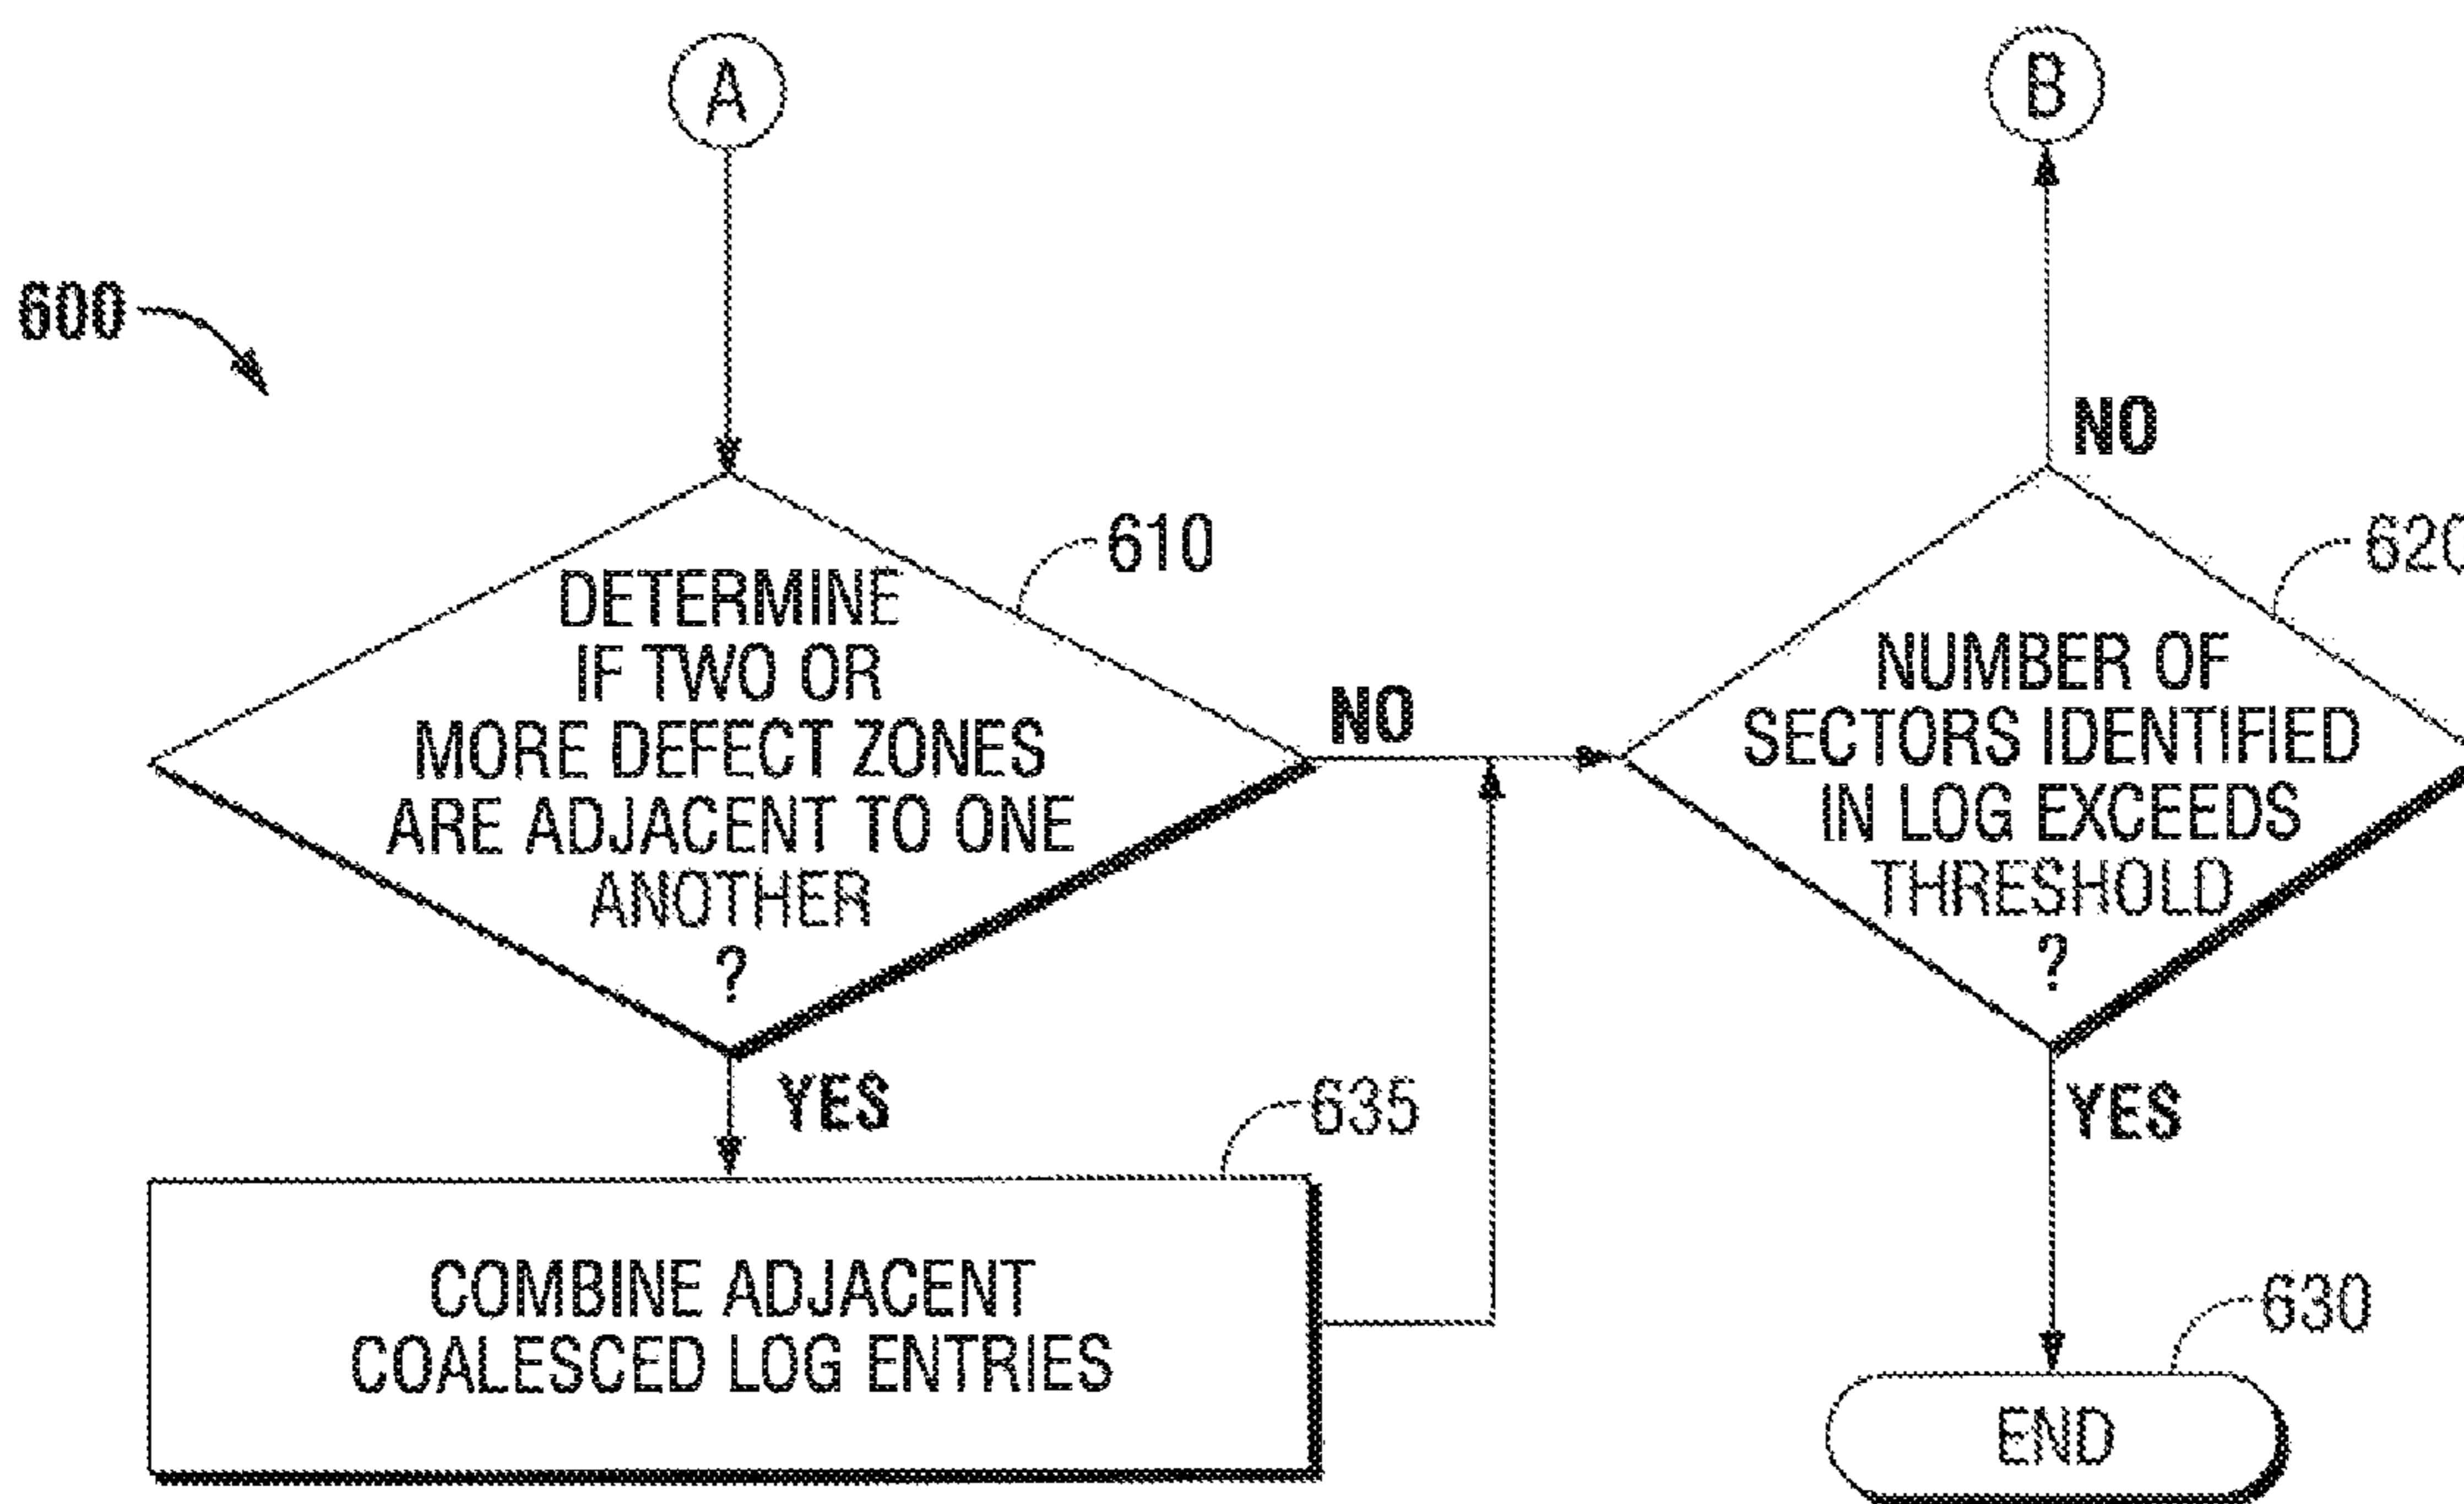 A
B
600
NO
610
620
DETERMINE
IF TWO OR
MORE DEFECT ZONES
ARE ADJACENT TO ONE
ANOTHER
?
NO
NUMBER OF
SECTORS IDENTIFIED
IN LOG EXCEEDS
THRESHOLD
?
YES
635
YES
COMBINE ADJACENT
COALESCED LOG ENTRIES
630
END